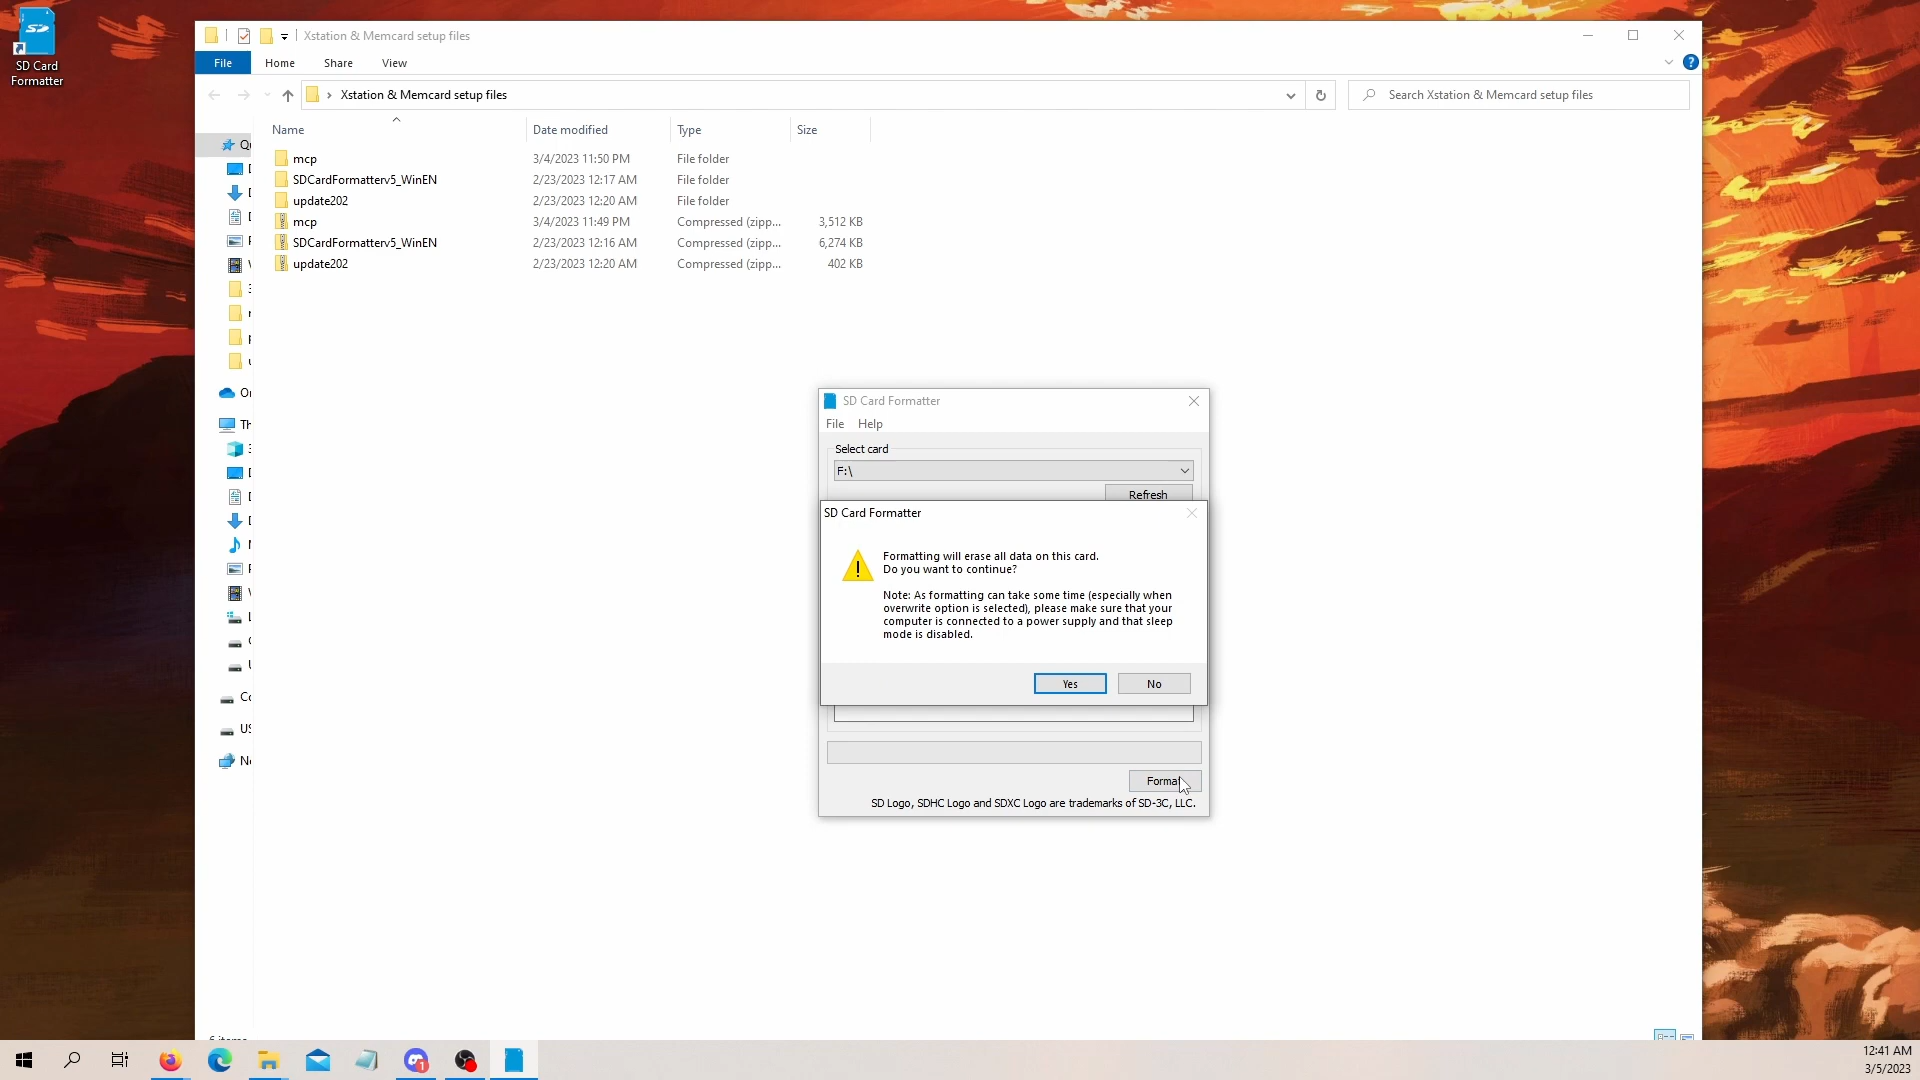 SD Card
Formatter
Xstation & Memcard setup files
File Home Share View
Xstation & Memcard setup files
Search Xstation & Memcard setup files
Name Date modified Type Size
mcp 3/4/2023 11:50 PM File folder
SDCardFormatterv5_WinEN 2/23/2023 12:17 AM File folder
update202 2/23/2023 12:20 AM File folder
mcp 3/4/2023 11:49 PM Compressed (zipp... 3,512 KB
SDCardFormatterv5_WinEN 2/23/2023 12:16 AM Compressed (zipp... 6,274 KB
update202 2/23/2023 12:20 AM Compressed (zipp... 402 KB
SD Card Formatter
File Help
Select card
F:\
Refresh
SD Card Formatter
Formatting will erase all data on this card.
Do you want to continue?
Note: As formatting can take some time (especially when
overwrite option is selected), please make sure that your
computer is connected to a power supply and that sleep
mode is disabled.
Yes No
Format
SD Logo, SDHC Logo and SDXC Logo are trademarks of SD-3C, LLC.
12:41 AM
3/5/2023